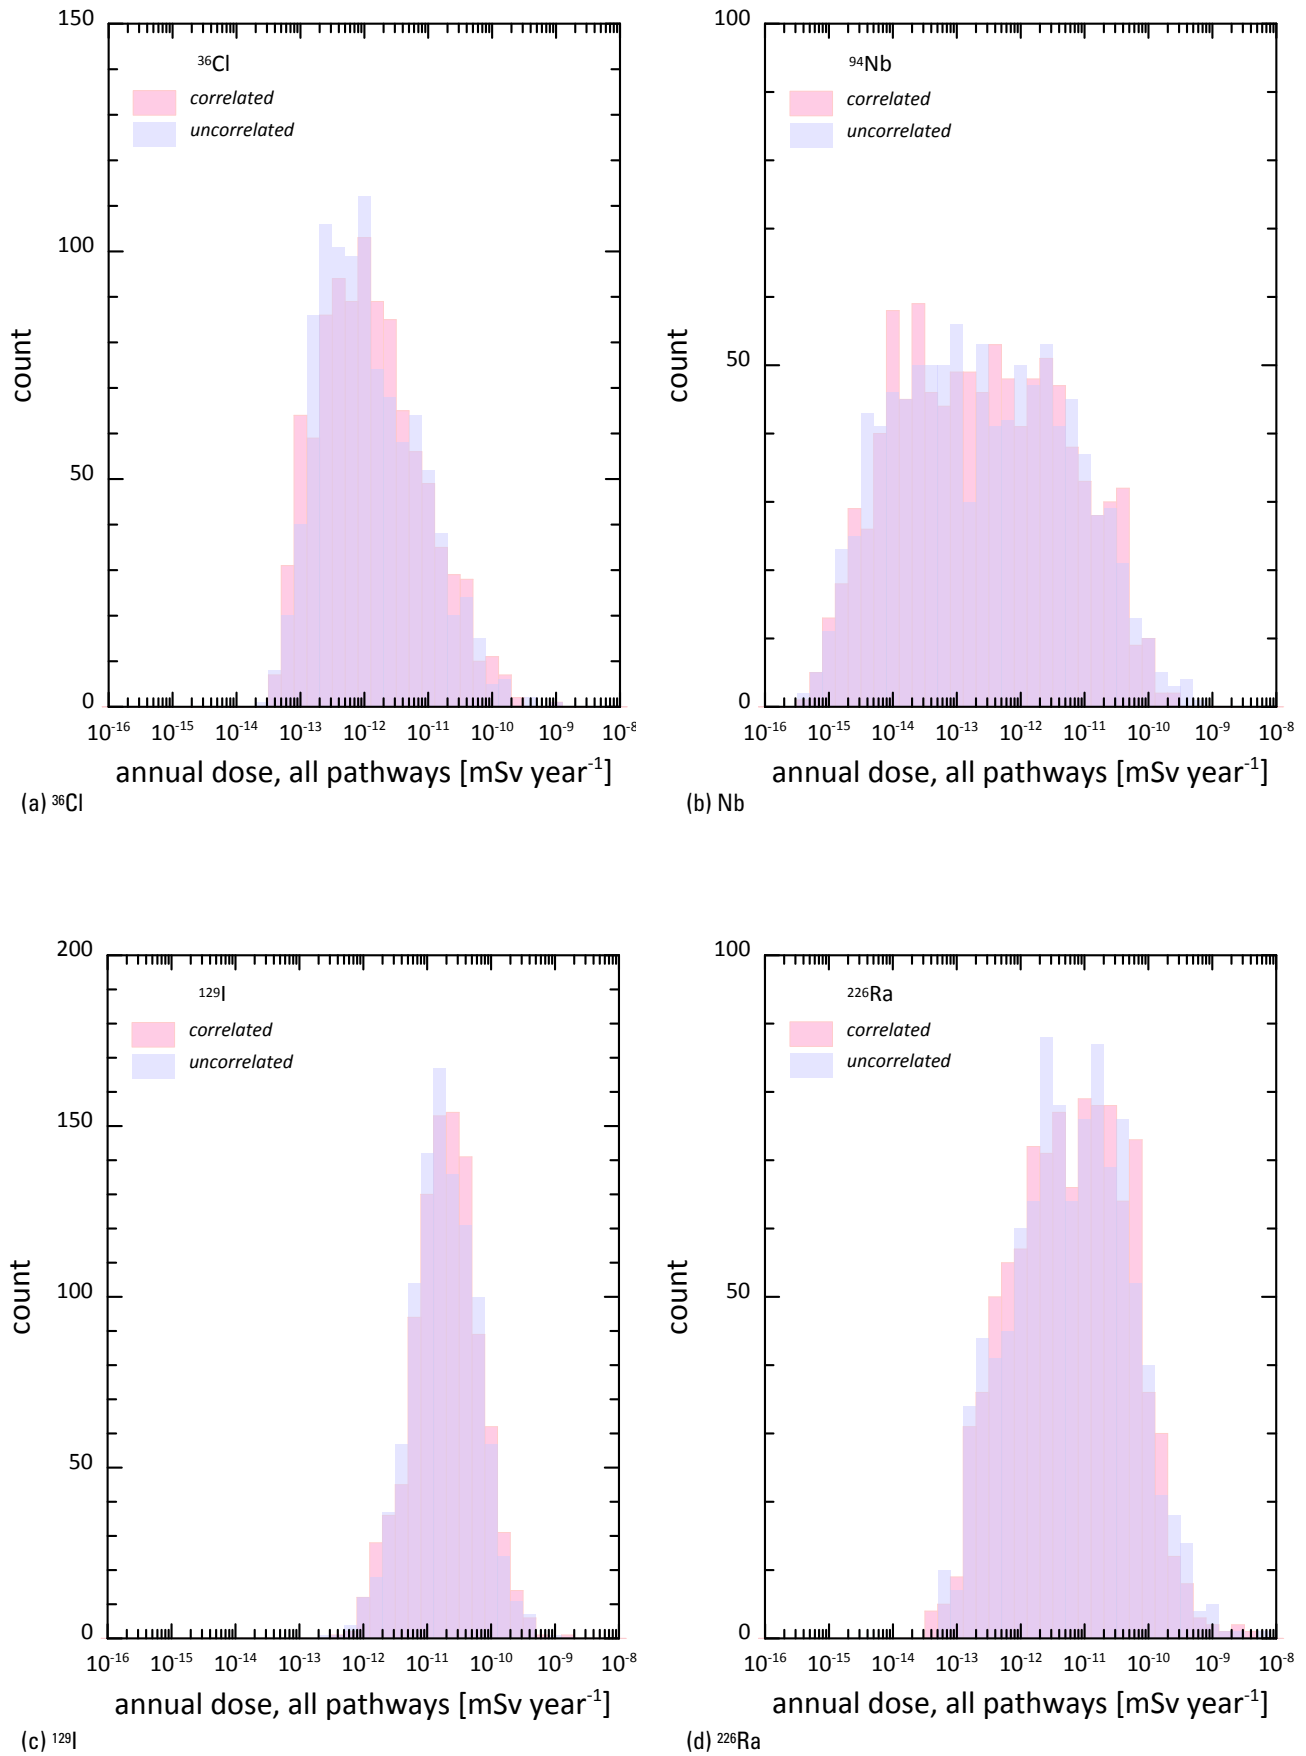 150
100
50
0
³⁶Cl
correlated
uncorrelated
count
10⁻¹⁶ 10⁻¹⁵ 10⁻¹⁴ 10⁻¹³ 10⁻¹² 10⁻¹¹ 10⁻¹⁰ 10⁻⁹ 10⁻⁸
annual dose, all pathways [mSv year⁻¹]
(a) ³⁶Cl
100
50
0
⁹⁴Nb
correlated
uncorrelated
count
10⁻¹⁶ 10⁻¹⁵ 10⁻¹⁴ 10⁻¹³ 10⁻¹² 10⁻¹¹ 10⁻¹⁰ 10⁻⁹ 10⁻⁸
annual dose, all pathways [mSv year⁻¹]
(b) Nb
200
150
100
50
0
¹²⁹I
correlated
uncorrelated
count
10⁻¹⁶ 10⁻¹⁵ 10⁻¹⁴ 10⁻¹³ 10⁻¹² 10⁻¹¹ 10⁻¹⁰ 10⁻⁹ 10⁻⁸
annual dose, all pathways [mSv year⁻¹]
(c) ¹²⁹I
100
50
0
²²⁶Ra
correlated
uncorrelated
count
10⁻¹⁶ 10⁻¹⁵ 10⁻¹⁴ 10⁻¹³ 10⁻¹² 10⁻¹¹ 10⁻¹⁰ 10⁻⁹ 10⁻⁸
annual dose, all pathways [mSv year⁻¹]
(d) ²²⁶Ra